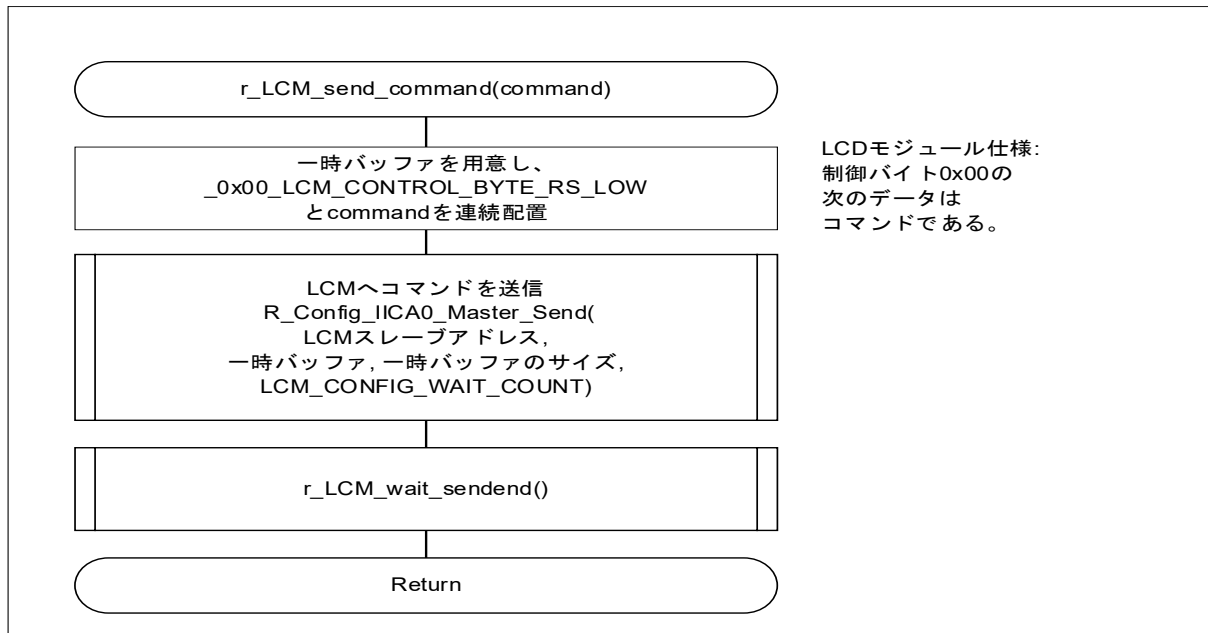 r_LCM_send_command(command)
一時バッファを用意し、
_0x00_LCM_CONTROL_BYTE_RS_LOW
とcommandを連続配置
LCDモジュール仕様:
制御バイト0x00の
次のデータは
コマンドである。
LCMへコマンドを送信
R_Config_IICA0_Master_Send(
LCMスレーブアドレス,
一時バッファ, 一時バッファのサイズ,
LCM_CONFIG_WAIT_COUNT)
r_LCM_wait_sendend()
Return